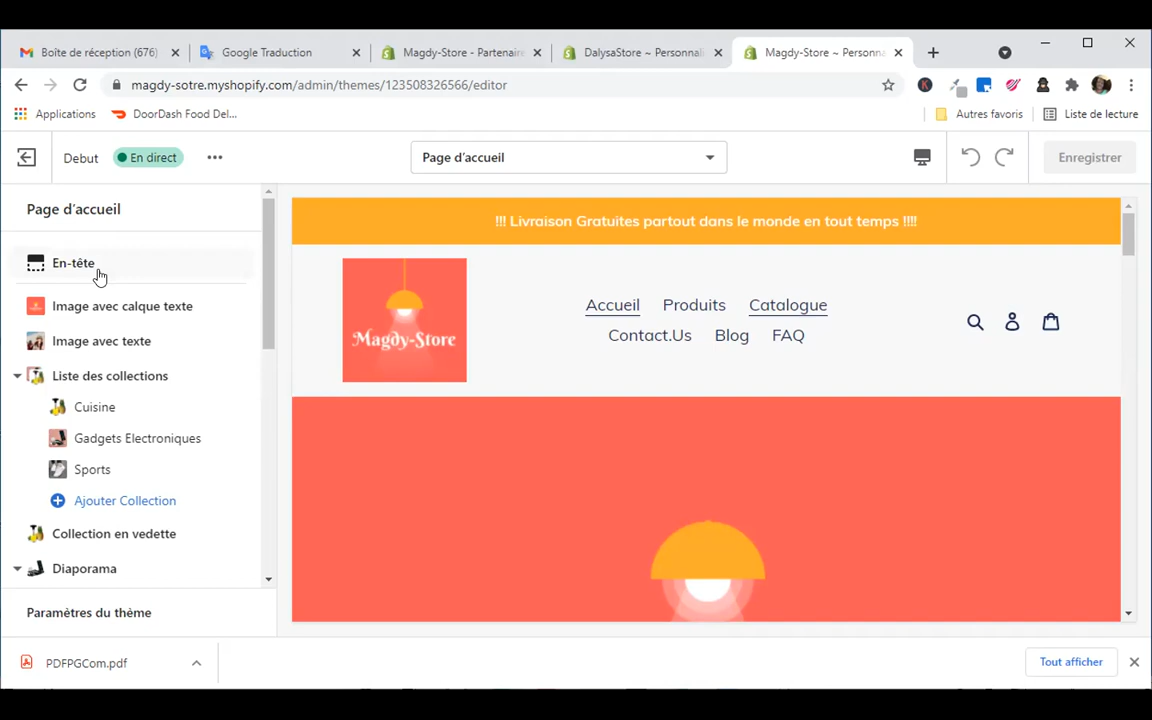 Boîte de réception (676)
Google Traduction
Magdy-Store - Partenair
DalysaStore ~ Personnali
Magdy-Store ~ Personna
magdy-sotre.myshopify.com/admin/themes/123508326566/editor
Applications
DoorDash Food Del...
Autres favoris
Liste de lecture
Debut
En direct
Page d'accueil
Enregistrer
Page d'accueil
En-tête
Image avec calque texte
Image avec texte
Liste des collections
Cuisine
Gadgets Electroniques
Sports
Ajouter Collection
Collection en vedette
Diaporama
Paramètres du thème
!!! Livraison Gratuites partout dans le monde en tout temps !!!!
Magdy-Store
Accueil Produits Catalogue
Contact.Us Blog FAQ
PDFPGCom.pdf
Tout afficher